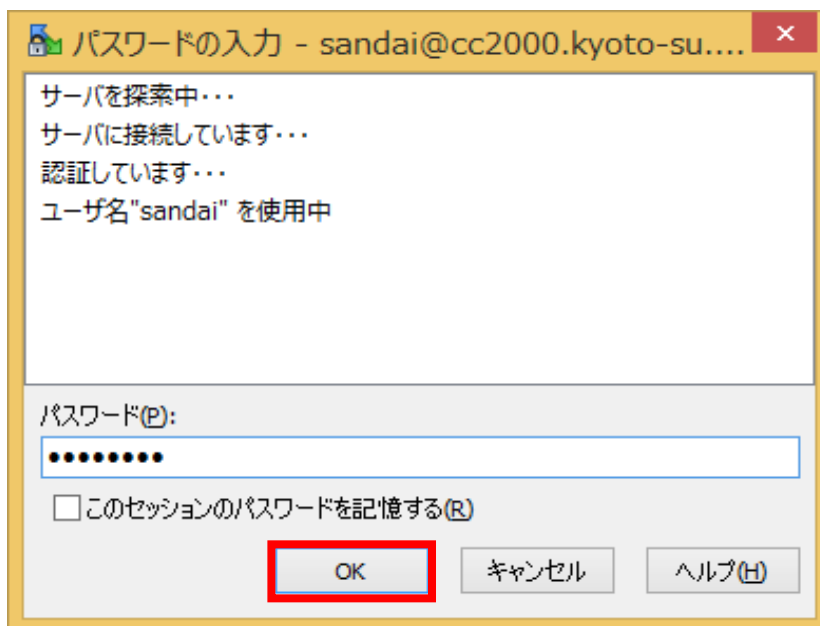 パスワードの入力 - sandai@cc2000.kyoto-su....
サーバを探索中･･･
サーバに接続しています･･･
認証しています･･･
ユーザ名"sandai" を使用中
パスワード(P):
••••••••
このセッションのパスワードを記憶する(R)
OK キャンセル ヘルプ(H)